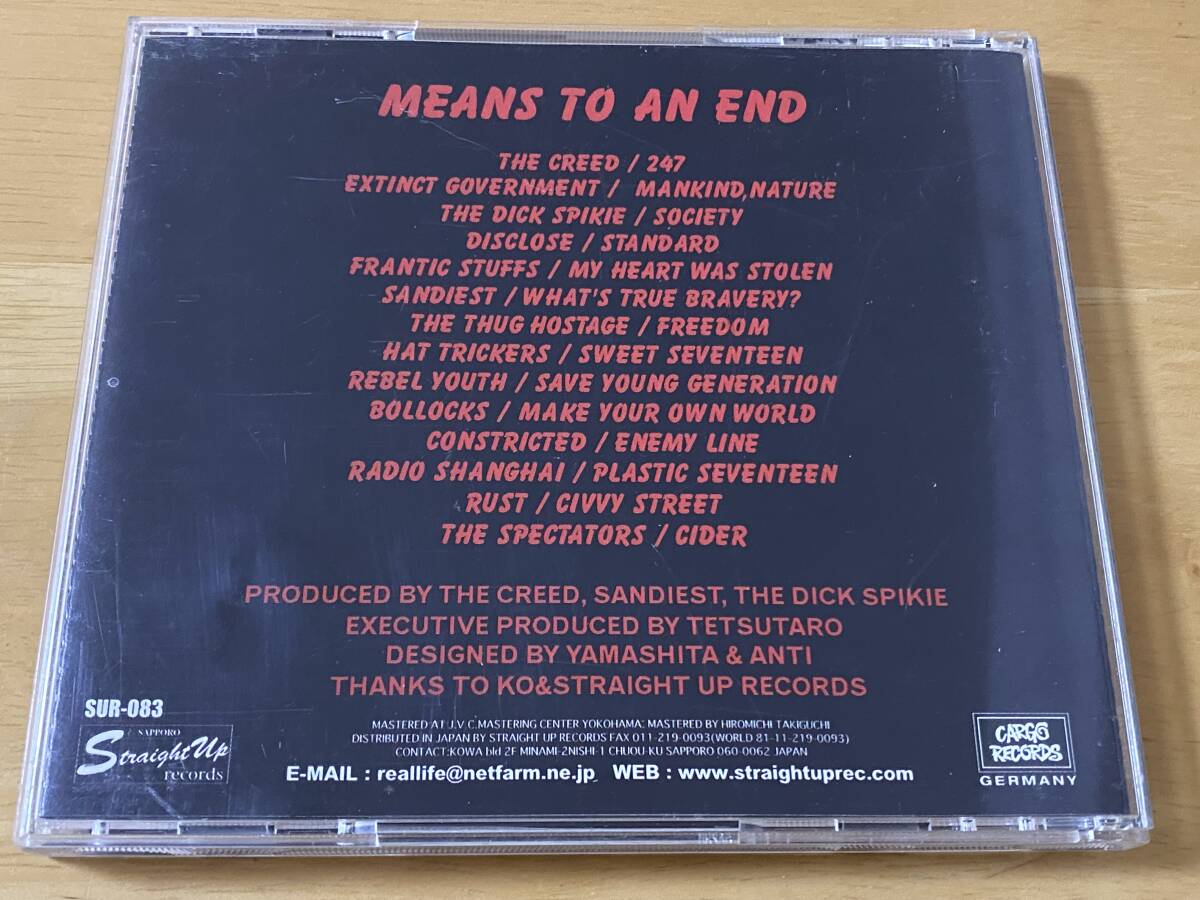 MEANS TO AN END
THE CREED / 247
EXTINCT GOVERNMENT / MANKIND,NATURE
THE DICK SPIKIE / SOCIETY
DISCLOSE / STANDARD
FRANTIC STUFFS / MY HEART WAS STOLEN
SANDIEST / WHAT'S TRUE BRAVERY?
THE THUG HOSTAGE / FREEDOM
HAT TRICKERS / SWEET SEVENTEEN
REBEL YOUTH / SAVE YOUNG GENERATION
BOLLOCKS / MAKE YOUR OWN WORLD
CONSTRICTED / ENEMY LINE
RADIO SHANGHAI / PLASTIC SEVENTEEN
RUST / CIVVY STREET
THE SPECTATORS / CIDER
PRODUCED BY THE CREED, SANDIEST, THE DICK SPIKIE
EXECUTIVE PRODUCED BY TETSUTARO
DESIGNED BY YAMASHITA & ANTI
THANKS TO KO&STRAIGHT UP RECORDS
SUR-083
SAPPORO
Straight Up
records
MASTERED AT J.V.C.MASTERING CENTER YOKOHAMA: MASTERED BY HIROMICHI TAKIGUCHI
DISTRIBUTED IN JAPAN BY STRAIGHT UP RECORDS FAX 011-219-0093(WORLD 81-11-219-0093)
CONTACT:KOWA bld 2F MINAMI-2NISHI-1 CHUOU-KU SAPPORO 060-0062 JAPAN
E-MAIL : reallife@netfarm.ne.jp WEB : www.straightuprec.com
CARGO
RECORDS
GERMANY